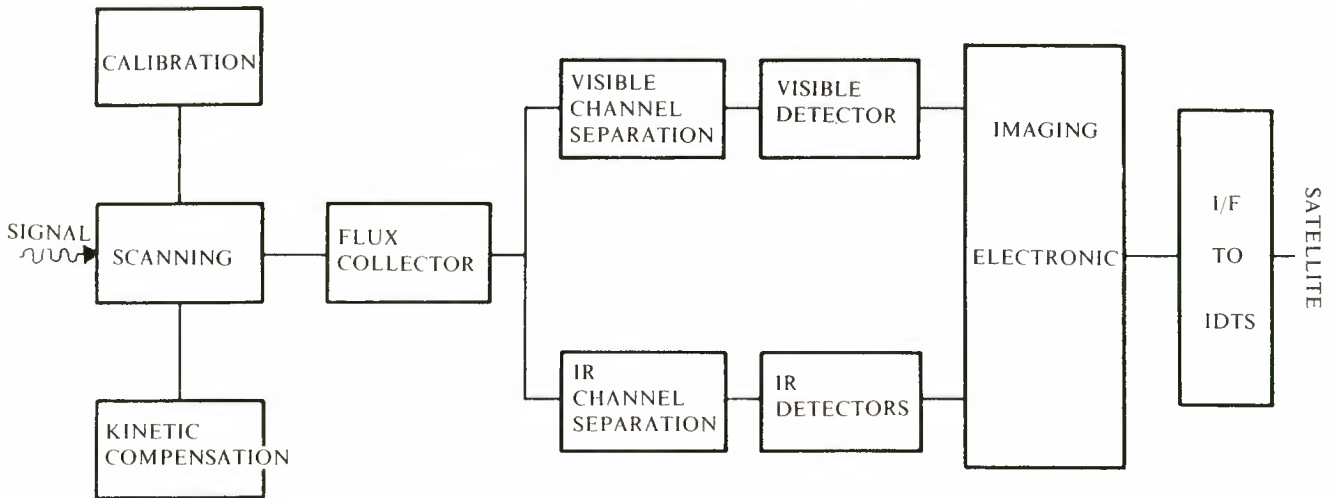 CALIBRATION
SIGNAL
SCANNING
KINETIC
COMPENSATION
FLUX
COLLECTOR
VISIBLE
CHANNEL
SEPARATION
VISIBLE
DETECTOR
IR
CHANNEL
SEPARATION
IR
DETECTORS
IMAGING
ELECTRONIC
I/F
TO
IDTS
SATELLITE